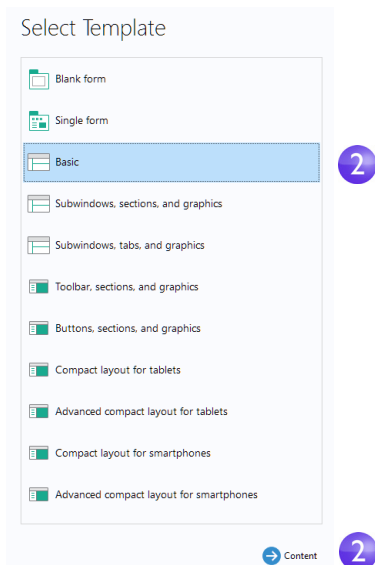 Select Template
Blank form
Single form
Basic
2
Subwindows, sections, and graphics
Subwindows, tabs, and graphics
Toolbar, sections, and graphics
Buttons, sections, and graphics
Compact layout for tablets
Advanced compact layout for tablets
Compact layout for smartphones
Advanced compact layout for smartphones
Content
2